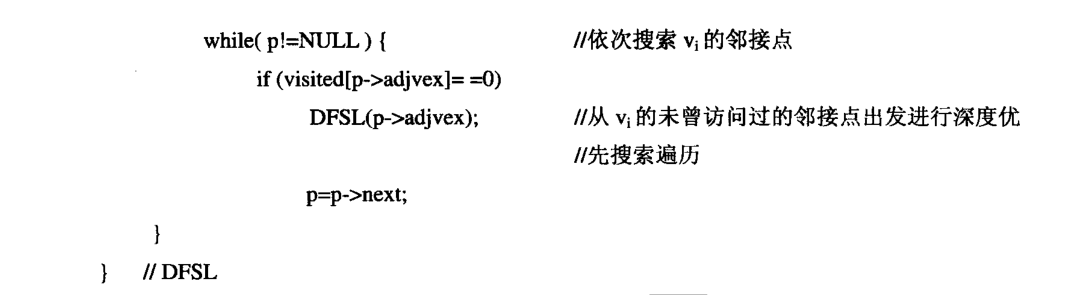 while( p!=NULL ) { //依次搜索 vᵢ 的邻接点
if (visited[p->adjvex]= =0)
DFSL(p->adjvex); //从 vᵢ 的未曾访问过的邻接点出发进行深度优
//先搜索遍历
p=p->next;
}
} // DFSL